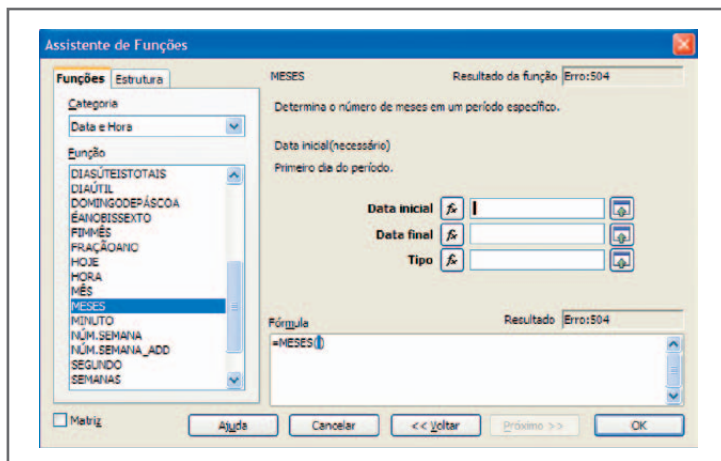 Assistente de Funções
Funções Estrutura
MESES
Resultado da função Erro:504
Categoria
Data e Hora
Determina o número de meses em um período específico.
Função
DIASÚTEISTOTAIS
DIAÚTIL
DOMINGODEPÁSCOA
ÉANOBISSEXTO
FIMMÊS
FRAÇÃOANO
HOJE
HORA
MÊS
MESES
MINUTO
NÚM.SEMANA
NÚM.SEMANA_ADD
SEGUNDO
SEMANAS
Data inicial(necessário)
Primeiro dia do período.
Data inicial fx
Data final fx
Tipo fx
Fórmula
Resultado Erro:504
=MESES()
Matriz
Ajuda
Cancelar
<< Voltar
Próximo >>
OK